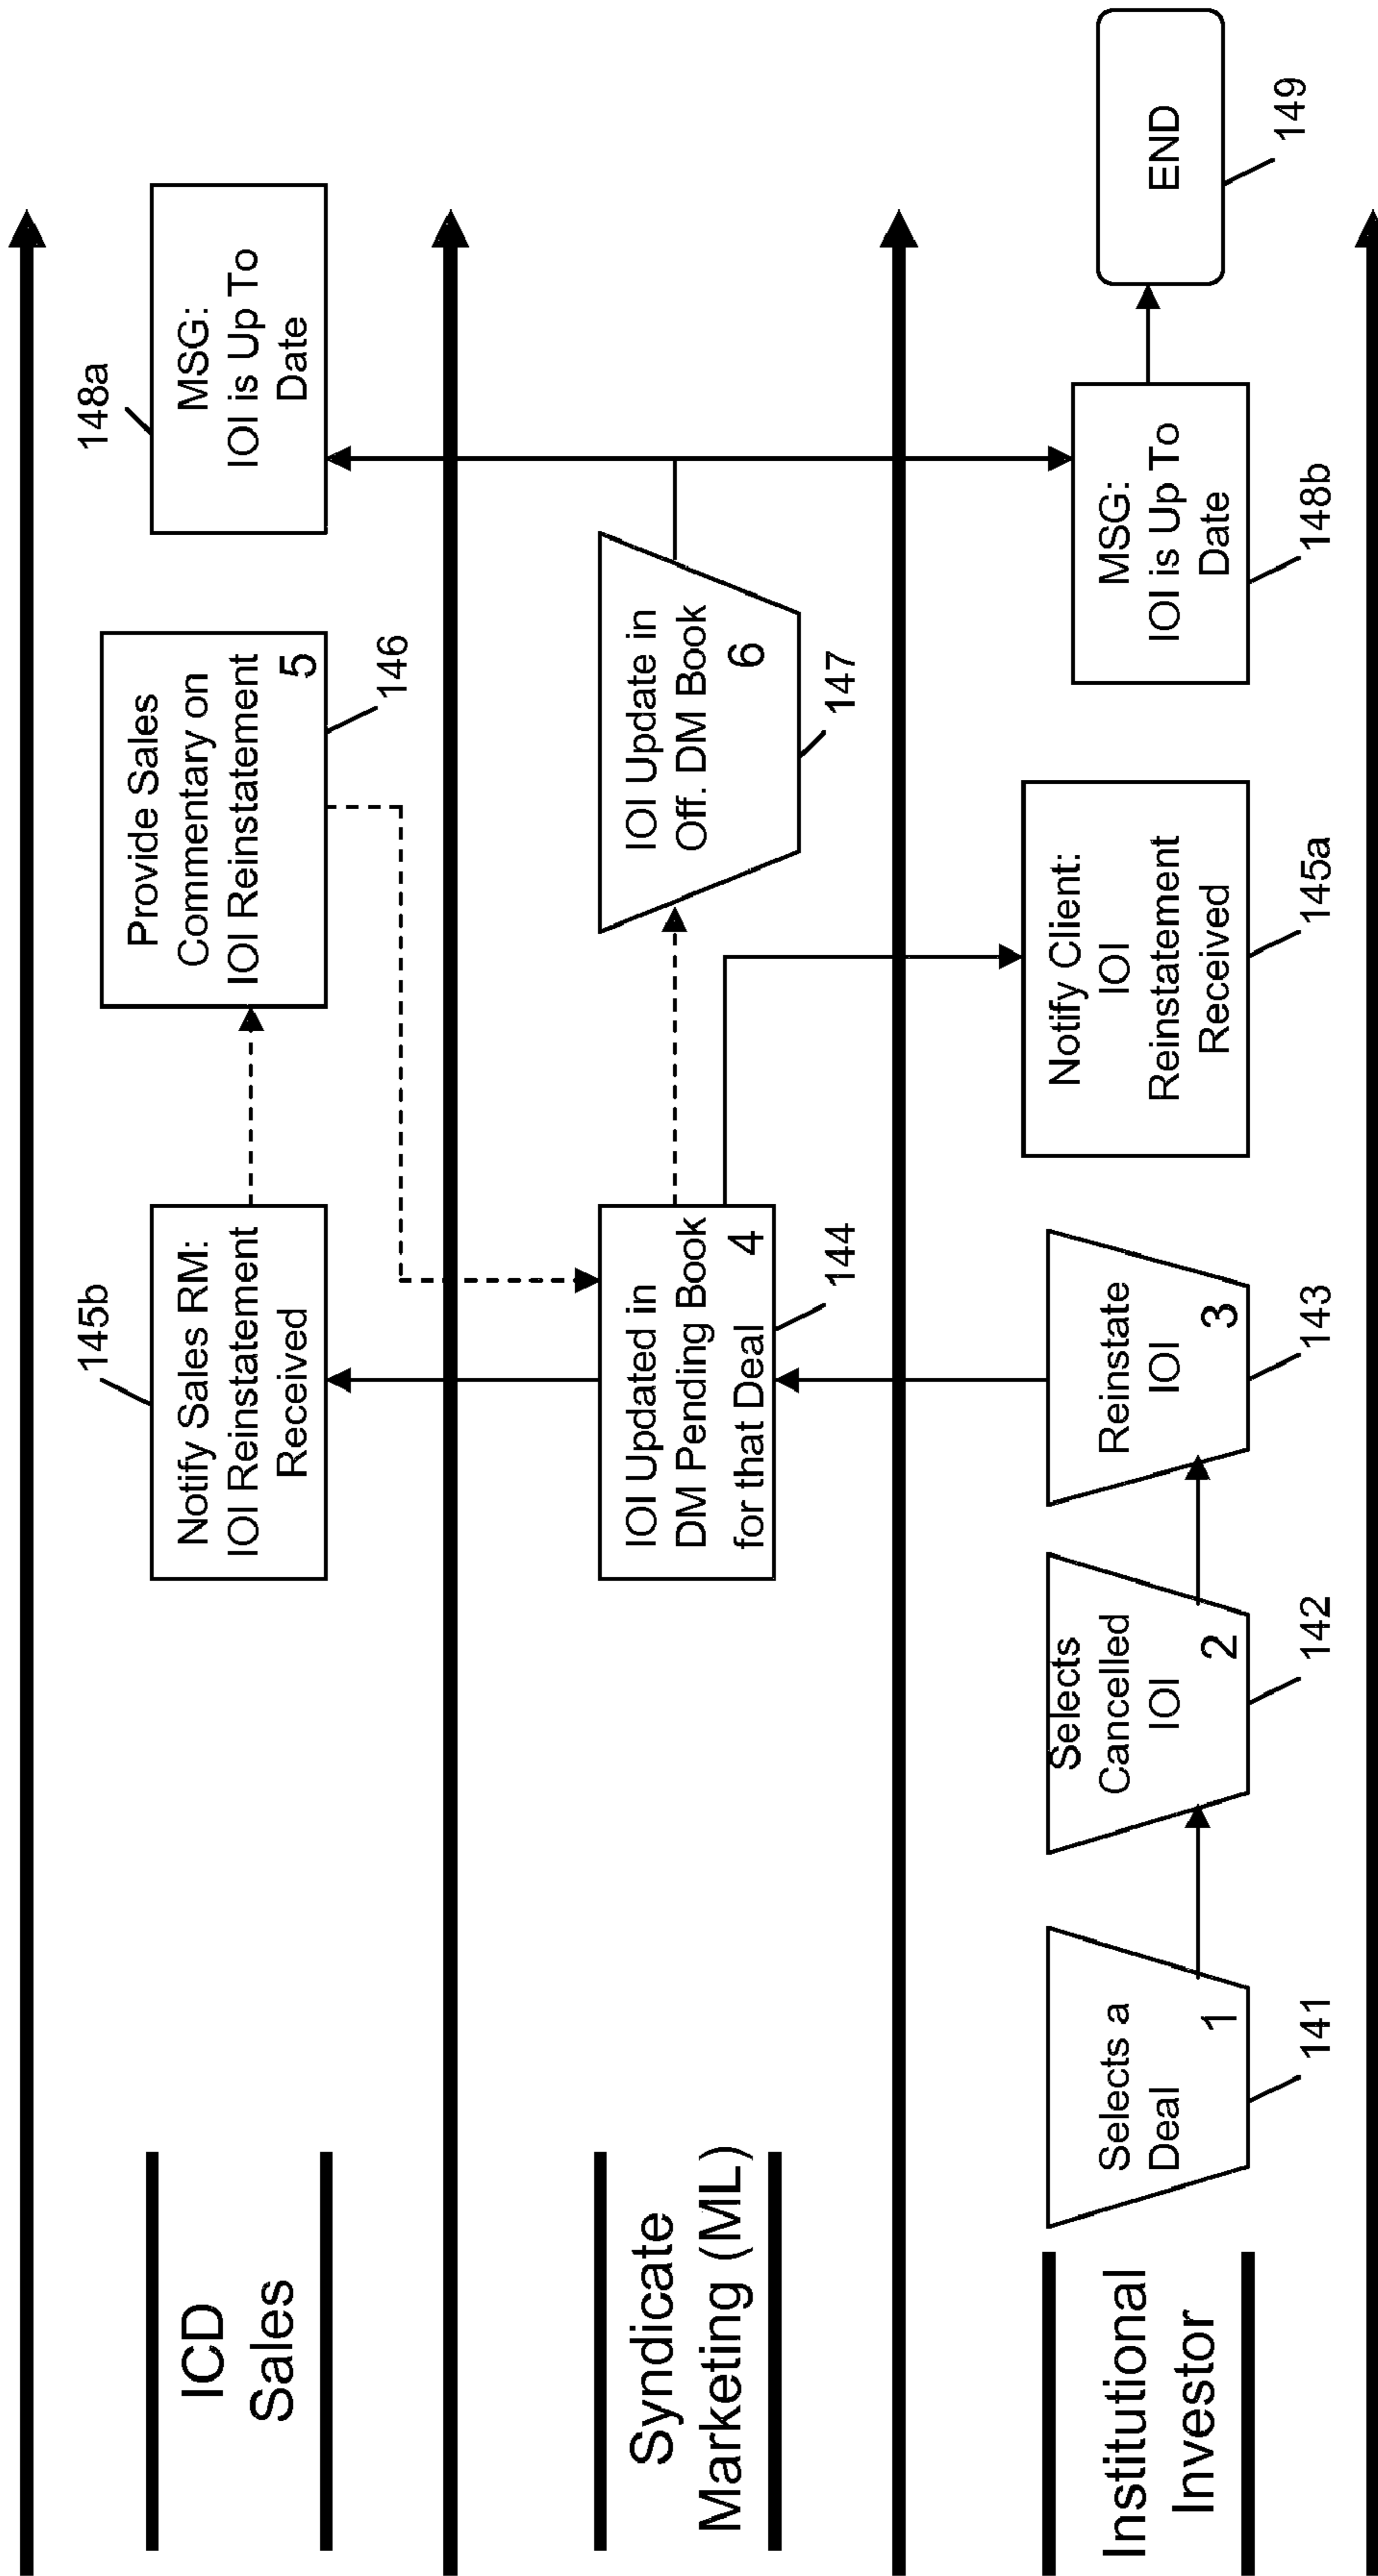 ICD
Sales
145b
Notify Sales RM:
IOI Reinstatement
Received
Provide Sales
Commentary on
IOI Reinstatement
5
146
148a
MSG:
IOI is Up To
Date
Syndicate
Marketing (ML)
IOI Updated in
DM Pending Book
for that Deal
4
144
IOI Update in
Off. DM Book
6
147
Institutional
Investor
Selects a
Deal
1
141
Selects
Cancelled
IOI
2
142
Reinstate
IOI
3
143
Notify Client:
IOI
Reinstatement
Received
145a
MSG:
IOI is Up To
Date
148b
END
149